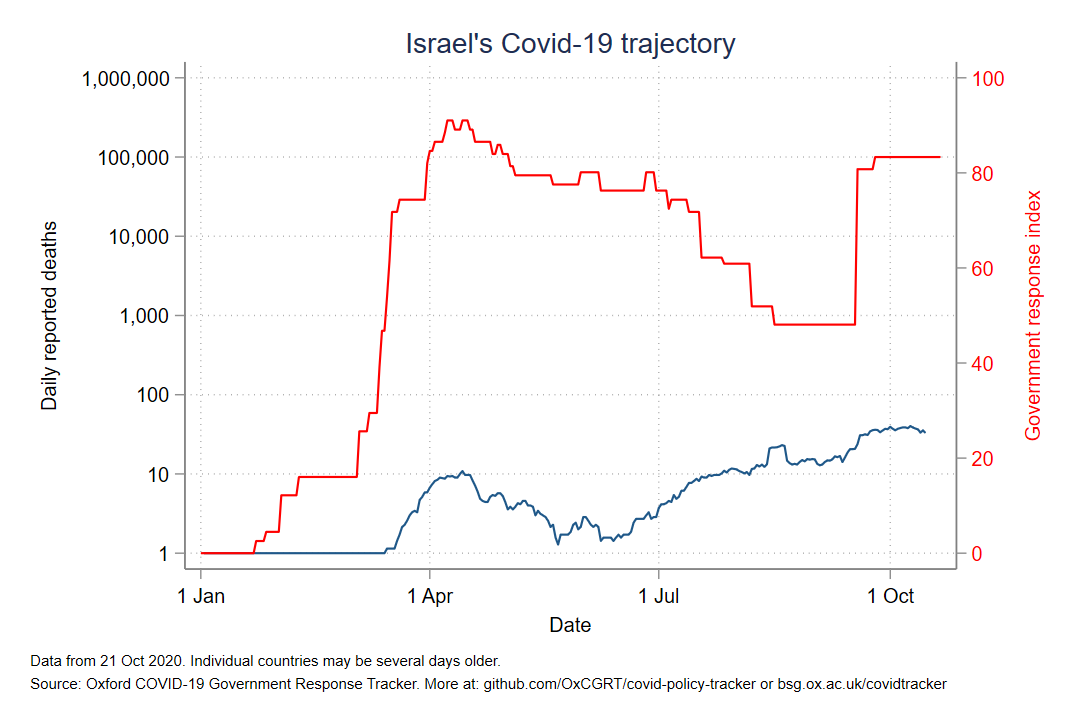 Israel's Covid-19 trajectory
1,000,000
100,000
10,000
1,000
100
10
1
Daily reported deaths
100
80
60
40
20
0
Government response index
1 Jan
1 Apr
1 Jul
1 Oct
Date
Data from 21 Oct 2020. Individual countries may be several days older.
Source: Oxford COVID-19 Government Response Tracker. More at: github.com/OxCGRT/covid-policy-tracker or bsg.ox.ac.uk/covidtracker